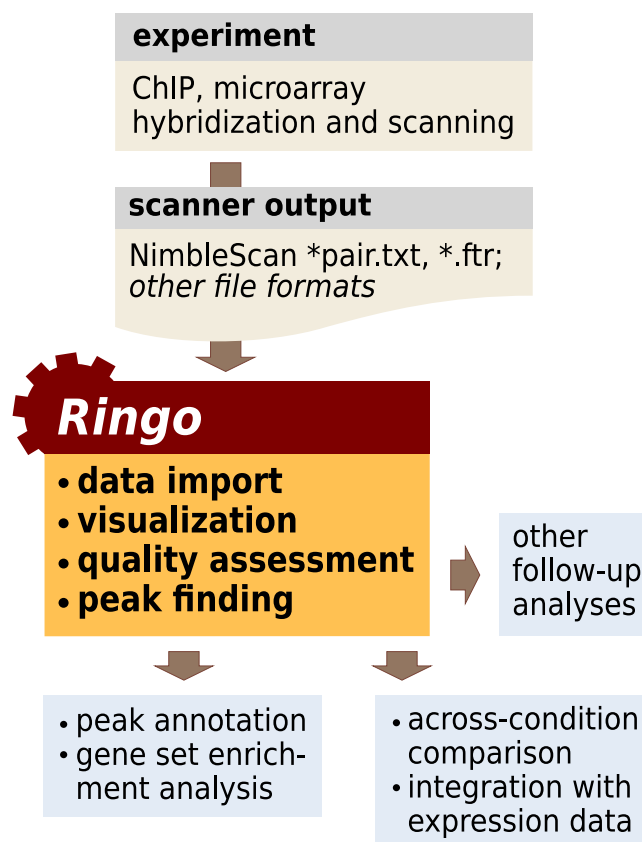 experiment
ChIP, microarray
hybridization and scanning
scanner output
NimbleScan *pair.txt, *.ftr;
other file formats
Ringo
• data import
• visualization
• quality assessment
• peak finding
other
follow-up
analyses
• peak annotation
• gene set enrich-
ment analysis
• across-condition
comparison
• integration with
expression data